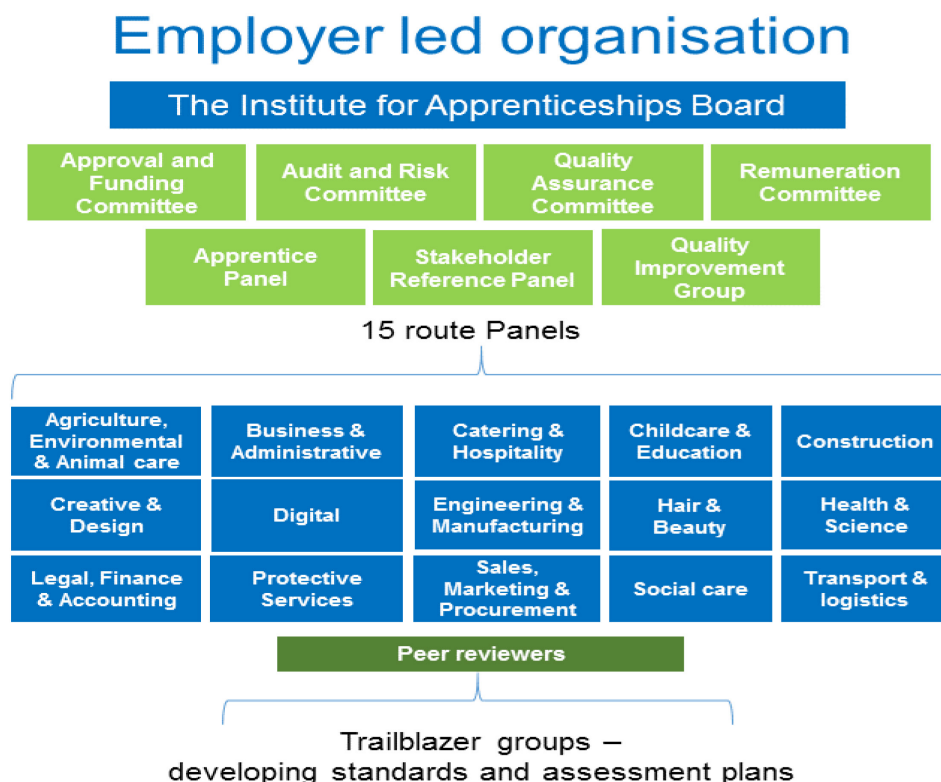 Employer led organisation
The Institute for Apprenticeships Board
Approval and
Funding
Committee
Audit and Risk
Committee
Quality
Assurance
Committee
Remuneration
Committee
Apprentice
Panel
Stakeholder
Reference Panel
Quality
Improvement
Group
15 route Panels
Agriculture,
Environmental
& Animal care
Business &
Administrative
Catering &
Hospitality
Childcare &
Education
Construction
Creative &
Design
Digital
Engineering &
Manufacturing
Hair &
Beauty
Health &
Science
Legal, Finance
& Accounting
Protective
Services
Sales,
Marketing &
Procurement
Social care
Transport &
logistics
Peer reviewers
Trailblazer groups –
developing standards and assessment plans